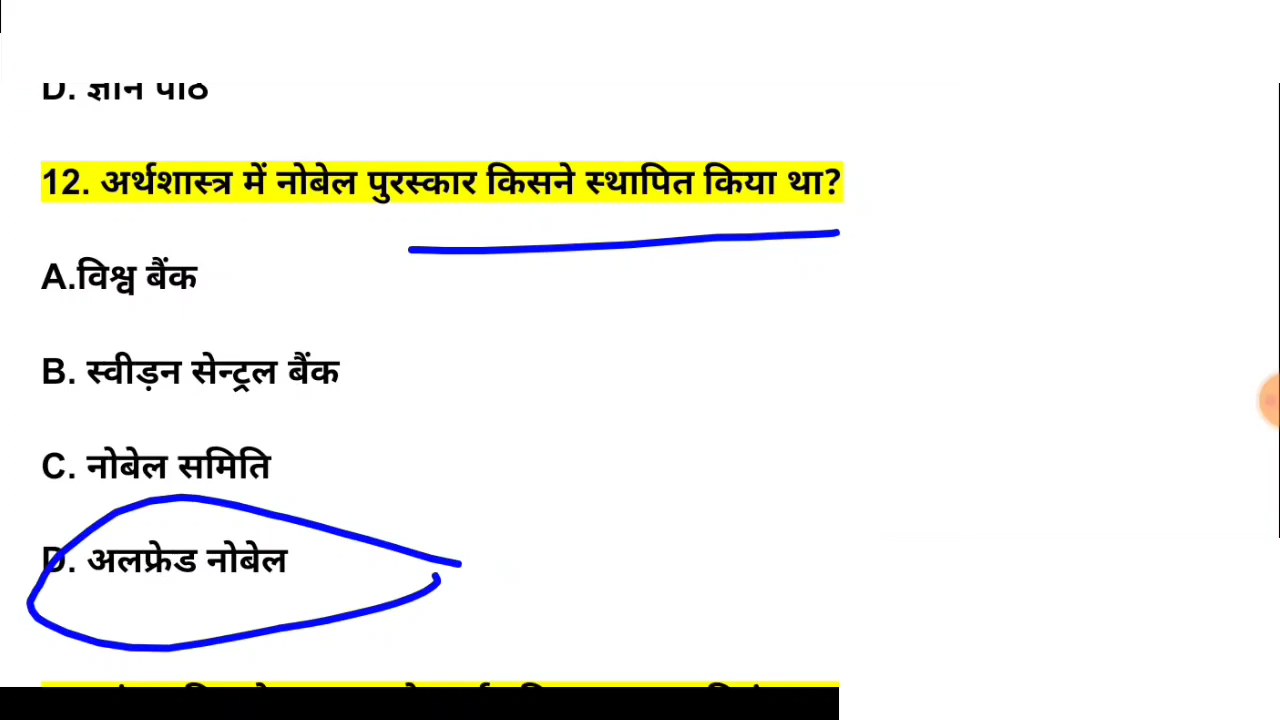 D. ज्ञान पीठ
12. अर्थशास्त्र में नोबेल पुरस्कार किसने स्थापित किया था?
A.विश्व बैंक
B. स्वीड़न सेन्ट्रल बैंक
C. नोबेल समिति
D. अलफ्रेड नोबेल